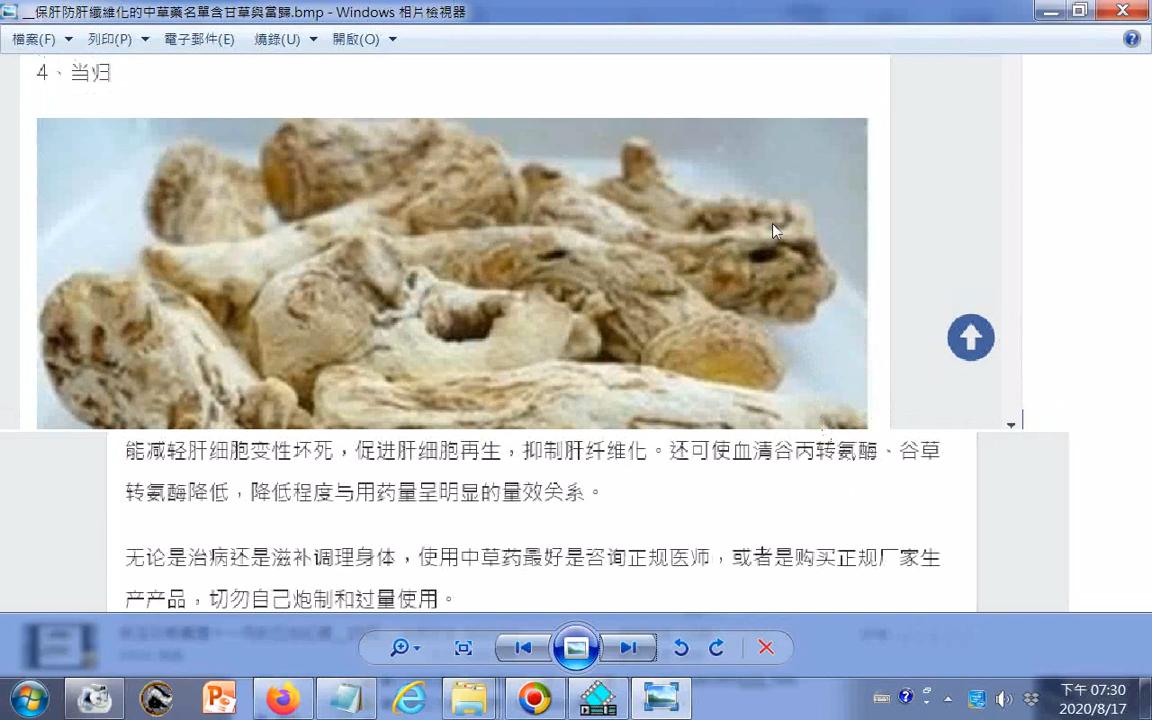 __保肝防肝纖維化的中草藥名單含甘草與當歸.bmp - Windows 相片檢視器
檔案(F) 列印(P) 電子郵件(E) 燒錄(U) 開啟(O)
4、当归
能减轻肝细胞变性坏死，促进肝细胞再生，抑制肝纤维化。还可使血清谷丙转氨酶、谷草
转氨酶降低，降低程度与用药量呈明显的量效关系。
无论是治病还是滋补调理身体，使用中草药最好是咨询正规医师，或者是购买正规厂家生
产产品，切勿自己炮制和过量使用。
下午 07:30
2020/8/17